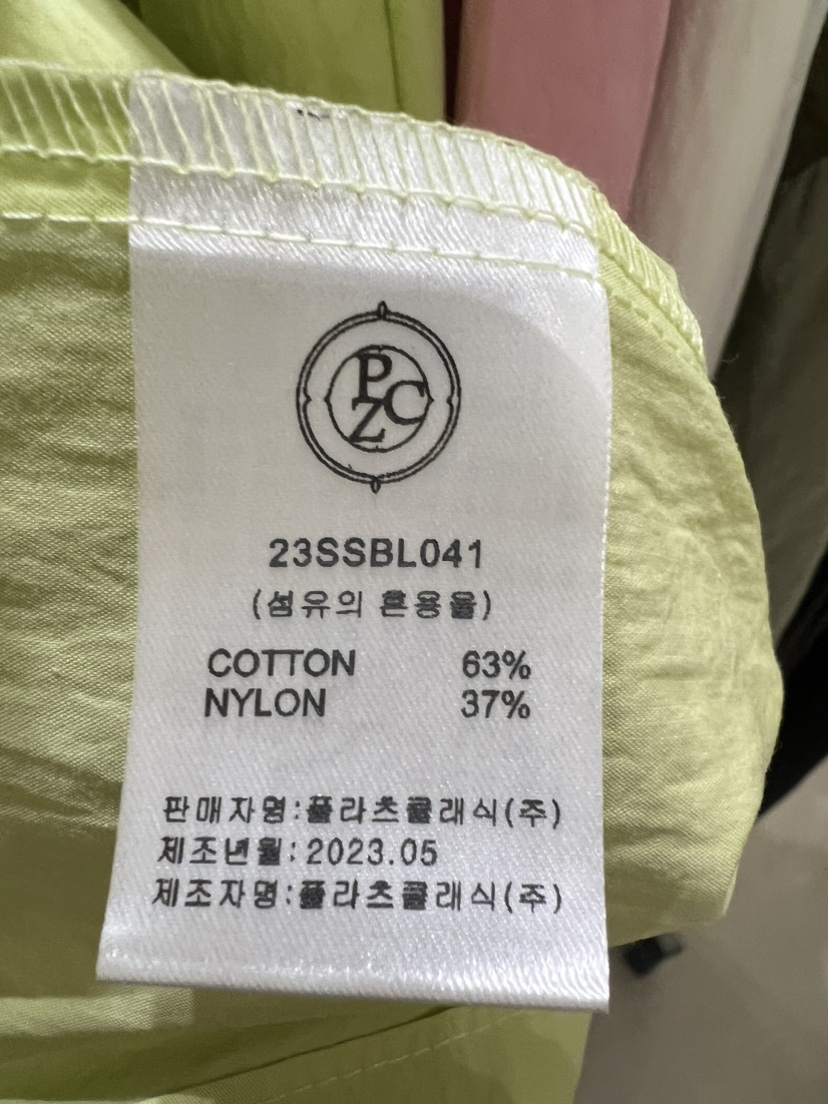 PZC
23SSBL041
(섬유의 혼용율)
COTTON 63%
NYLON 37%
판매자명:플라츠클래식(주)
제조년월:2023.05
제조자명:플라츠클래식(주)